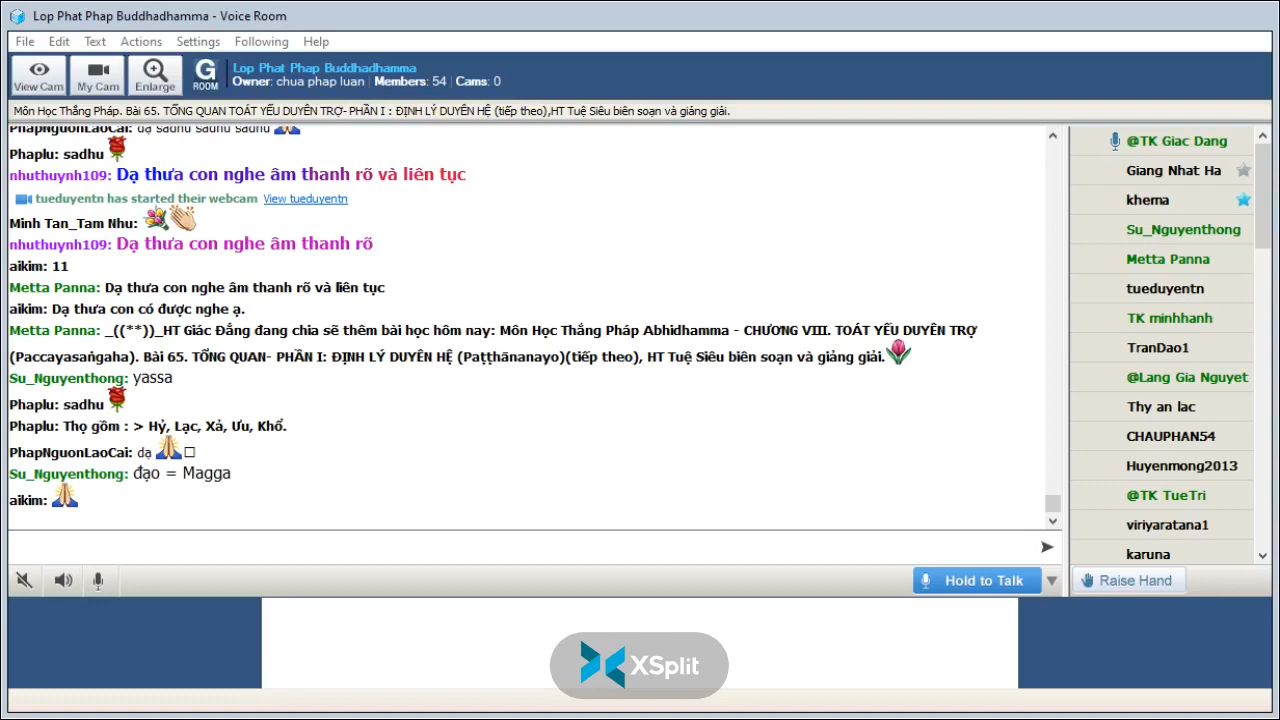 Lop Phat Phap Buddhadhamma - Voice Room
File Edit Text Actions Settings Following Help
View Cam My Cam Enlarge G ROOM
Lop Phat Phap Buddhadhamma
Owner: chua phap luan | Members: 54 | Cams: 0
Môn Học Thắng Pháp. Bài 65. TỔNG QUAN TOÁT YẾU DUYÊN TRỢ- PHẦN I : ĐỊNH LÝ DUYÊN HỆ (tiếp theo),HT Tuệ Siêu biên soạn và giảng giải.
PhapNguonLaoCai: dạ sadhu sadhu sadhu
Phaplu: sadhu
nhuthuynh109: Dạ thưa con nghe âm thanh rõ và liên tục
tueduyentn has started their webcam View tueduyentn
Minh Tan_Tam Nhu:
nhuthuynh109: Dạ thưa con nghe âm thanh rõ
aikim: 11
Metta Panna: Dạ thưa con nghe âm thanh rõ và liên tục
aikim: Dạ thưa con có được nghe ạ.
Metta Panna: _((**))_HT Giác Đẳng đang chia sẽ thêm bài học hôm nay: Môn Học Thắng Pháp Abhidhamma - CHƯƠNG VIII. TOÁT YẾU DUYÊN TRỢ
(Paccayasaṅgaha). Bài 65. TỔNG QUAN- PHẦN I: ĐỊNH LÝ DUYÊN HỆ (Paṭṭhānanayo)(tiếp theo), HT Tuệ Siêu biên soạn và giảng giải.
Su_Nguyenthong: yassa
Phaplu: sadhu
Phaplu: Thọ gồm : > Hỷ, Lạc, Xả, Ưu, Khổ.
PhapNguonLaoCai: dạ
Su_Nguyenthong: đạo = Magga
aikim:
@TK Giac Dang
Giang Nhat Ha
khema
Su_Nguyenthong
Metta Panna
tueduyentn
TK minhhanh
TranDao1
@Lang Gia Nguyet
Thy an lac
CHAUPHAN54
Huyenmong2013
@TK TueTri
viriyaratana1
karuna
Hold to Talk
Raise Hand
XSplit